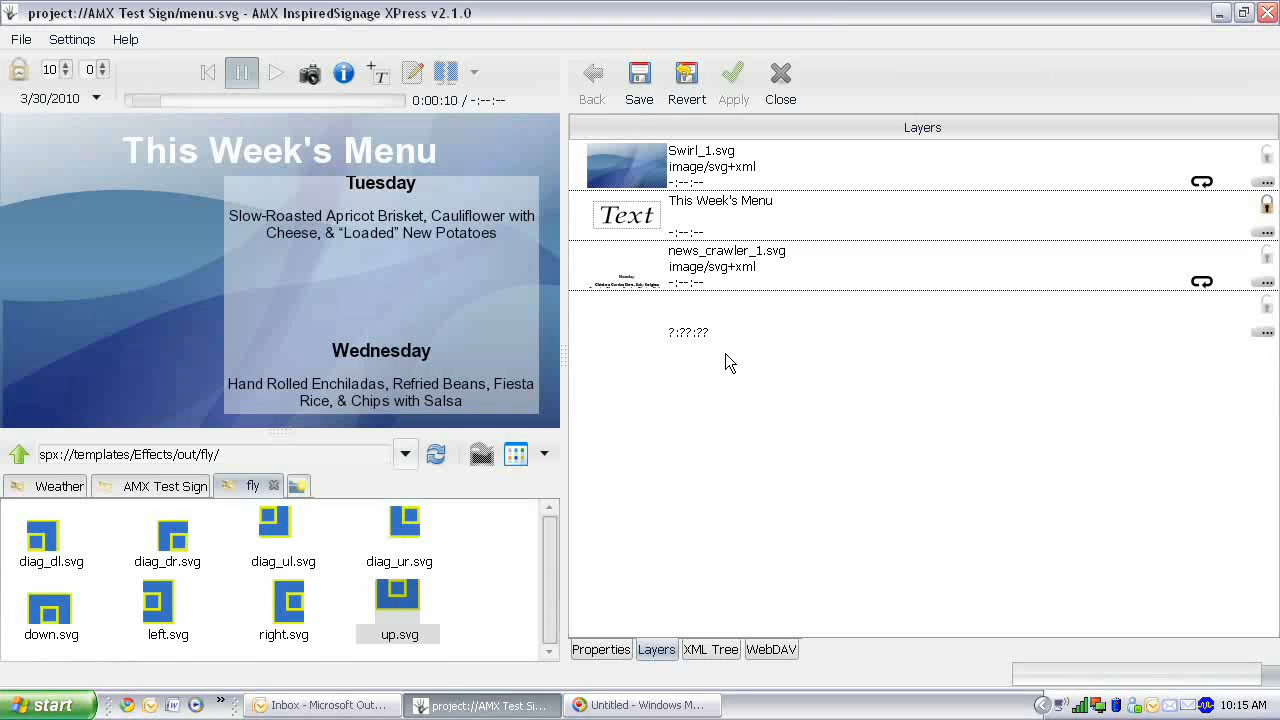 project://AMX Test Sign/menu.svg - AMX InspiredSignage XPress v2.1.0
File Settings Help
10 0
3/30/2010
0:00:10 / -:--:--
Back Save Revert Apply Close
This Week's Menu
Tuesday
Slow-Roasted Apricot Brisket, Cauliflower with
Cheese, & “Loaded” New Potatoes
Wednesday
Hand Rolled Enchiladas, Refried Beans, Fiesta
Rice, & Chips with Salsa
Layers
Swirl_1.svg
image/svg+xml
-:--:--
Text
This Week's Menu
-:--:--
news_crawler_1.svg
image/svg+xml
-:--:--
Monday
?:??:??
spx://templates/Effects/out/fly/
Weather AMX Test Sign fly
diag_dl.svg diag_dr.svg diag_ul.svg diag_ur.svg
down.svg left.svg right.svg up.svg
Properties Layers XML Tree WebDAV
start
Inbox - Microsoft Out...
project://AMX Test Si...
Untitled - Windows M...
10:15 AM